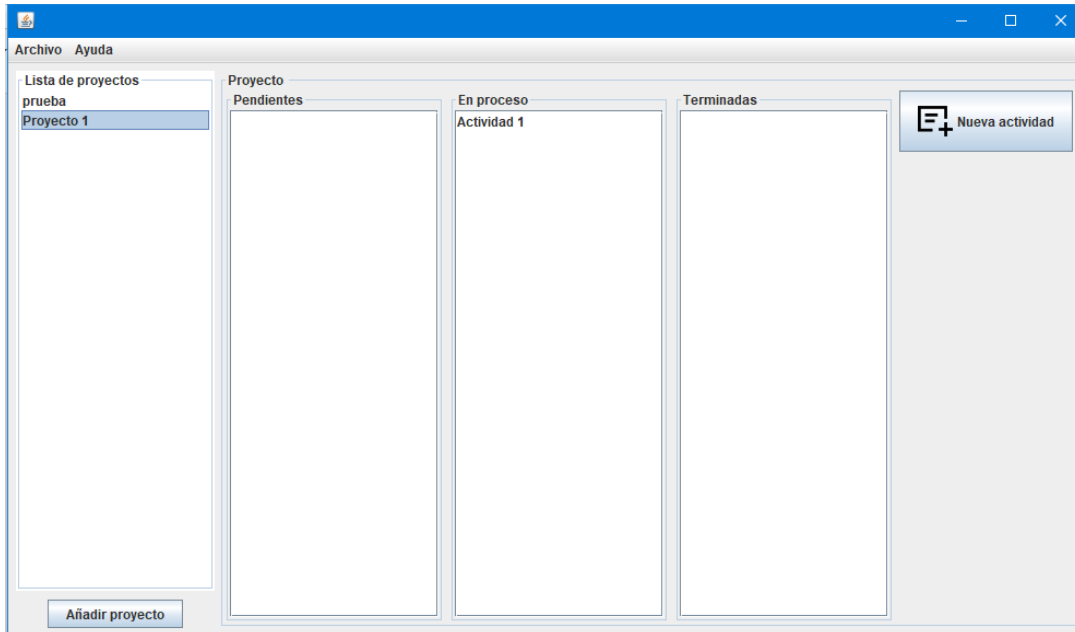 Archivo Ayuda
Lista de proyectos
prueba
Proyecto 1
Añadir proyecto
Proyecto
Pendientes
En proceso
Actividad 1
Terminadas
Nueva actividad